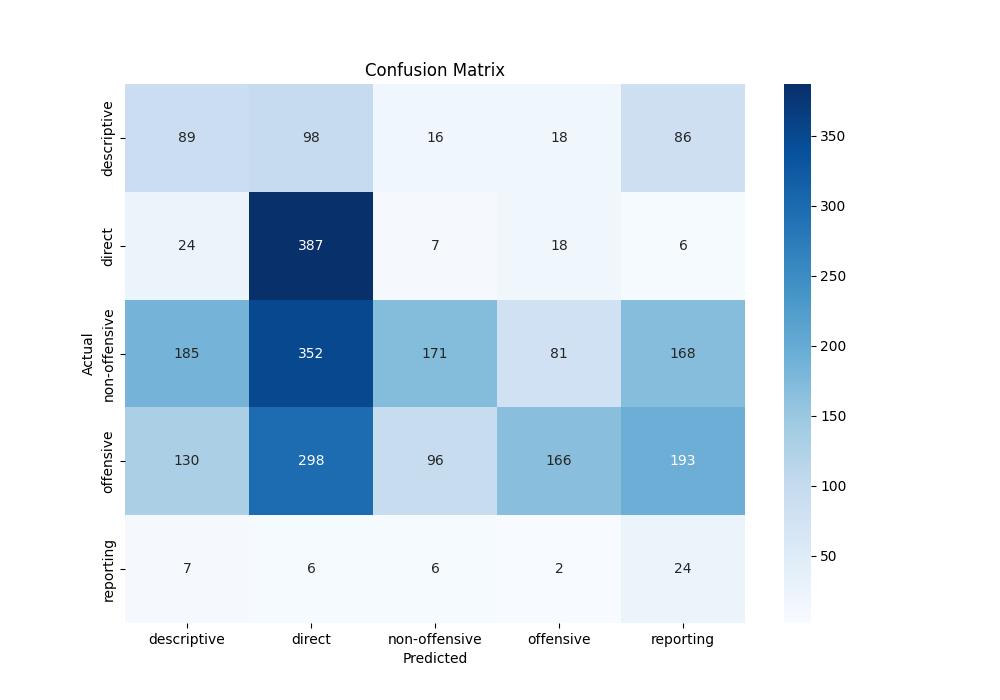 Confusion Matrix
descriptive 89 98 16 18 86
direct 24 387 7 18 6
non-offensive 185 352 171 81 168
offensive 130 298 96 166 193
reporting 7 6 6 2 24
Actual
descriptive direct non-offensive offensive reporting
Predicted
350
300
250
200
150
100
50